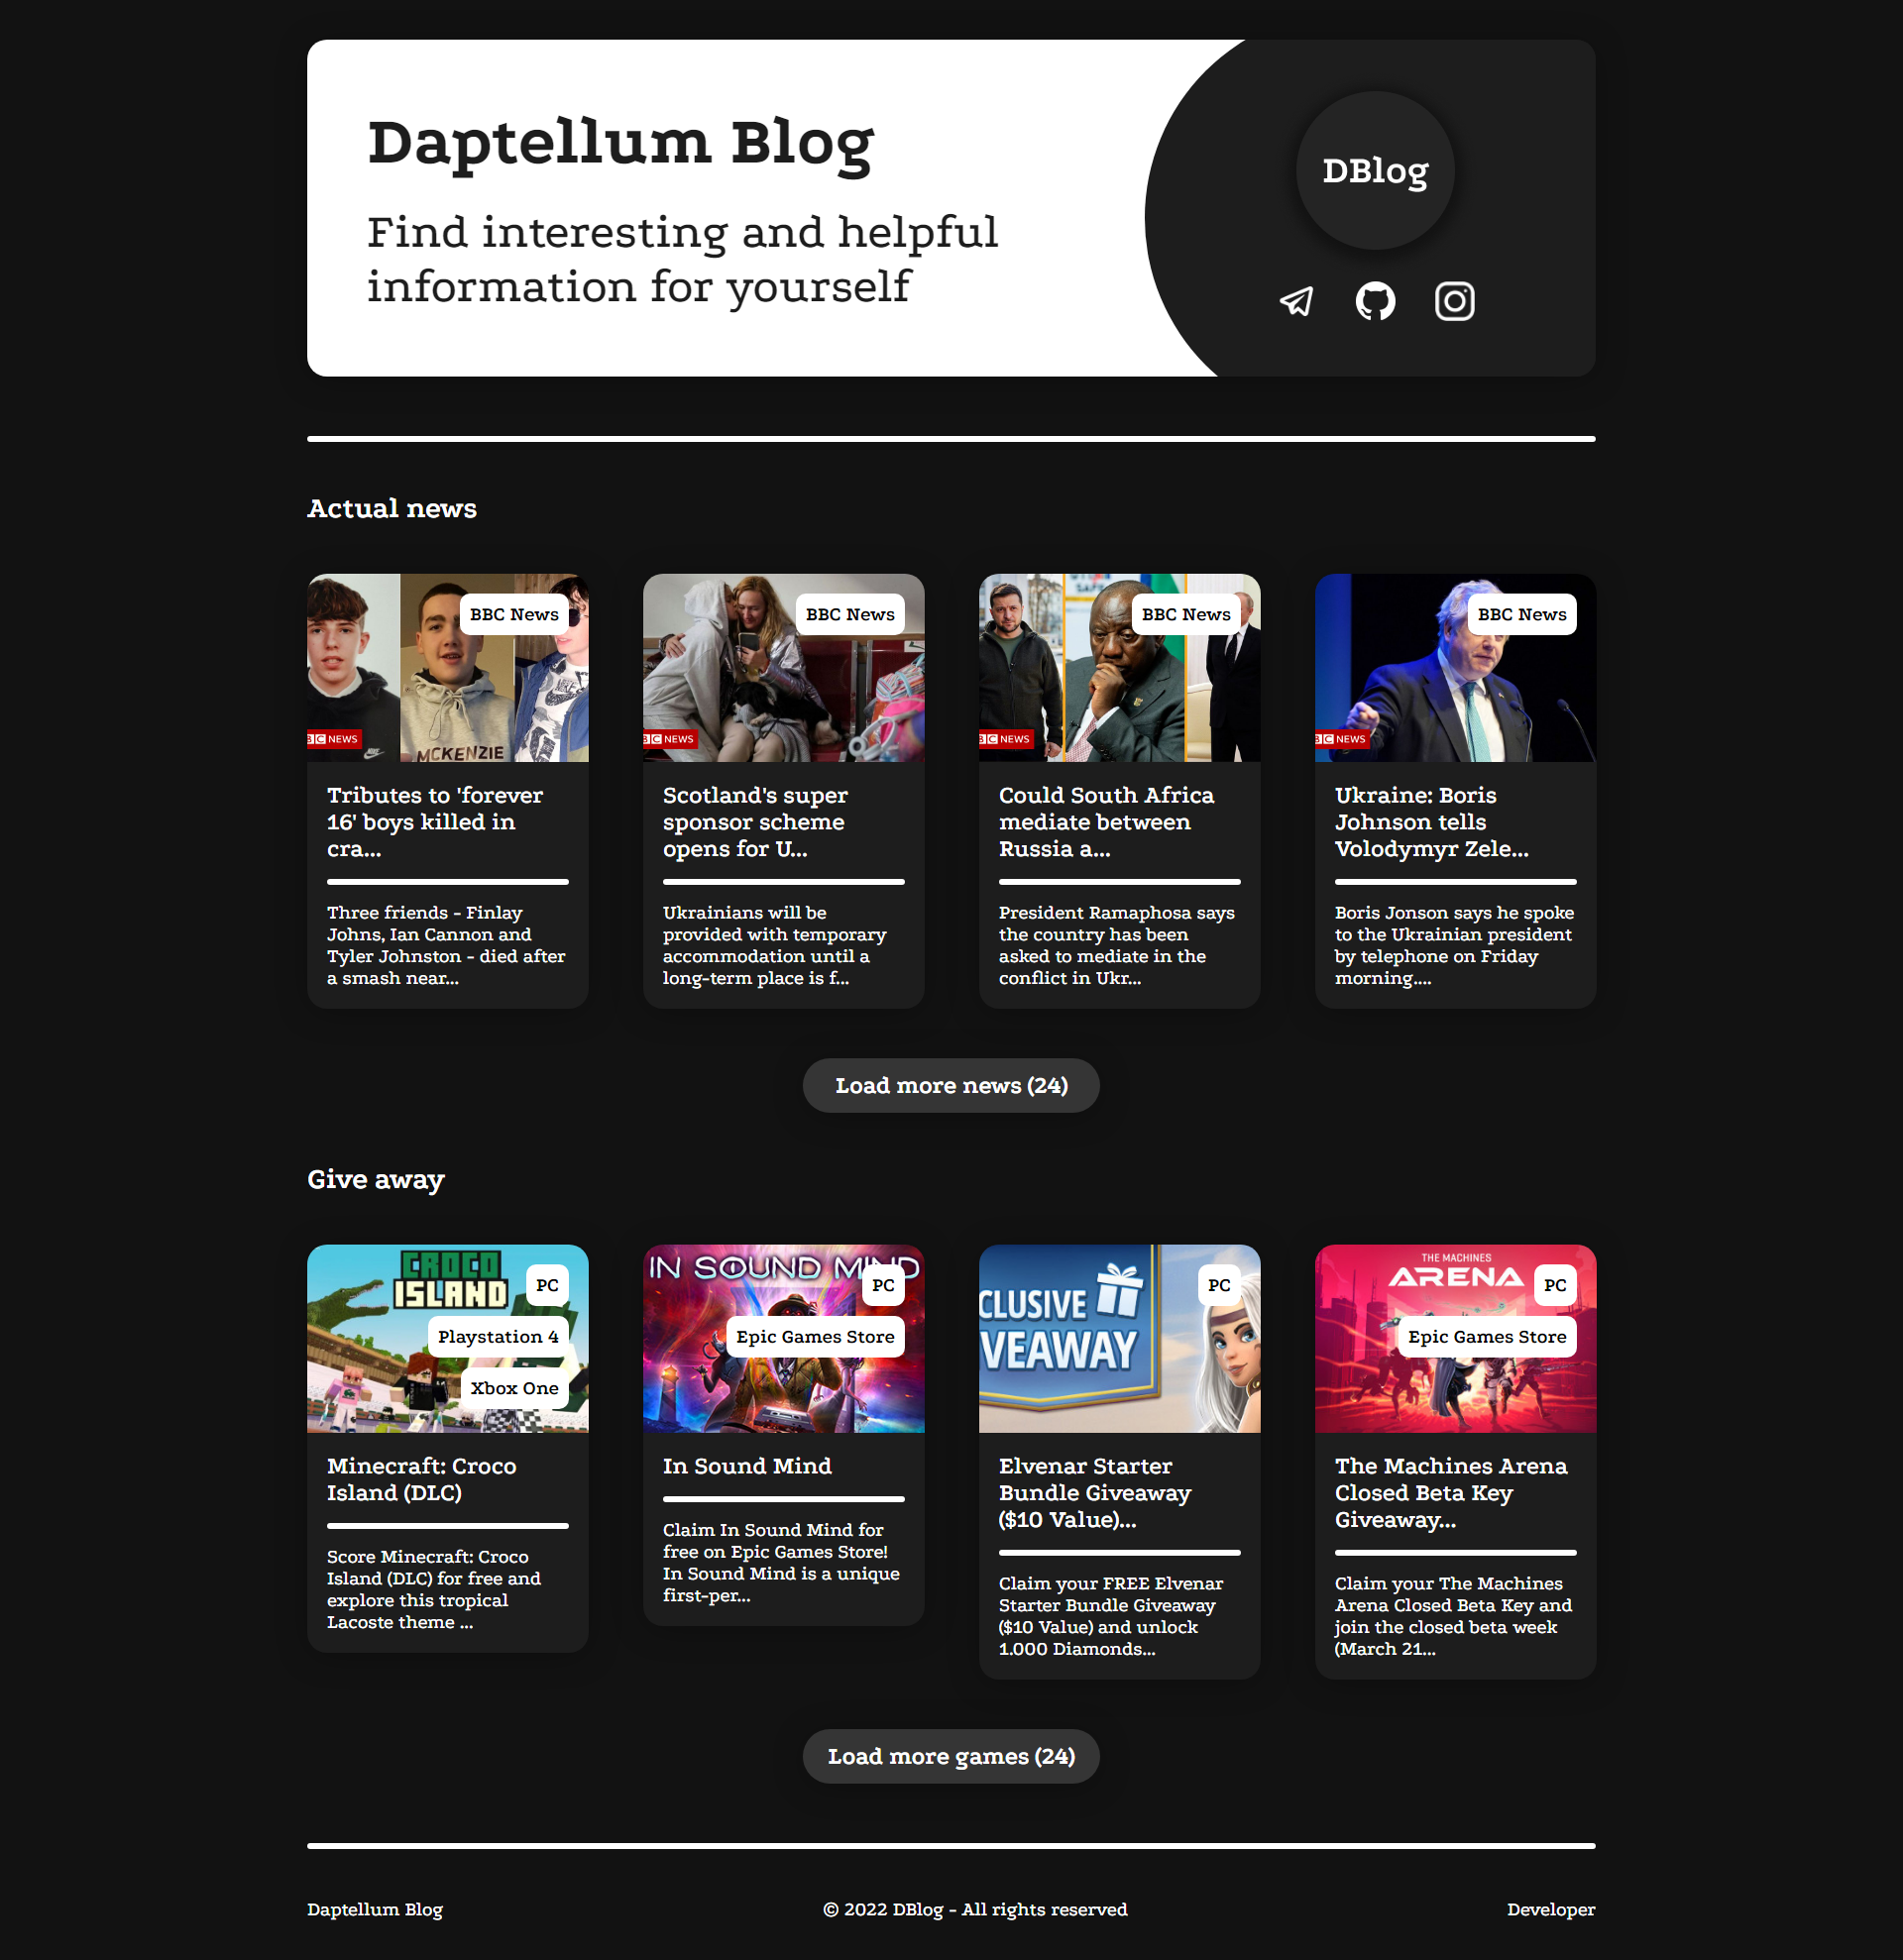 Daptellum Blog
Find interesting and helpful
information for yourself
DBlog
Actual news
BBC News
MCKENZIE
BC NEWS
Tributes to 'forever
16' boys killed in
cra...
Three friends - Finlay
Johns, Ian Cannon and
Tyler Johnston - died after
a smash near...
BBC News
BC NEWS
Scotland's super
sponsor scheme
opens for U...
Ukrainians will be
provided with temporary
accommodation until a
long-term place is f...
BBC News
BC NEWS
Could South Africa
mediate between
Russia a...
President Ramaphosa says
the country has been
asked to mediate in the
conflict in Ukr...
BBC News
BC NEWS
Ukraine: Boris
Johnson tells
Volodymyr Zele...
Boris Jonson says he spoke
to the Ukrainian president
by telephone on Friday
morning....
Load more news (24)
Give away
CROCO
ISLAND
PC
Playstation 4
Xbox One
Minecraft: Croco
Island (DLC)
Score Minecraft: Croco
Island (DLC) for free and
explore this tropical
Lacoste theme ...
IN SOUND MIND
PC
Epic Games Store
In Sound Mind
Claim In Sound Mind for
free on Epic Games Store!
In Sound Mind is a unique
first-per...
CLUSIVE
VEAWAY
PC
Elvenar Starter
Bundle Giveaway
($10 Value)...
Claim your FREE Elvenar
Starter Bundle Giveaway
($10 Value) and unlock
1.000 Diamonds...
THE MACHINES
ARENA
PC
Epic Games Store
The Machines Arena
Closed Beta Key
Giveaway...
Claim your The Machines
Arena Closed Beta Key and
join the closed beta week
(March 21...
Load more games (24)
Daptellum Blog
© 2022 DBlog - All rights reserved
Developer